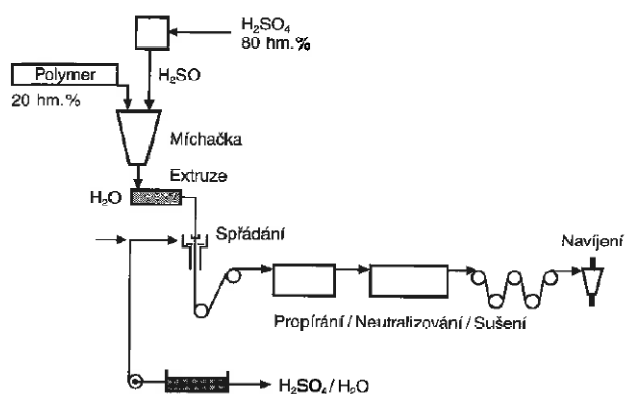 H₂SO₄
80 hm.%
H₂SO
Polymer
20 hm.%
Míchačka
Extruze
H₂O
Spřádání
Navíjení
Propírání / Neutralizování / Sušení
H₂SO₄ / H₂O